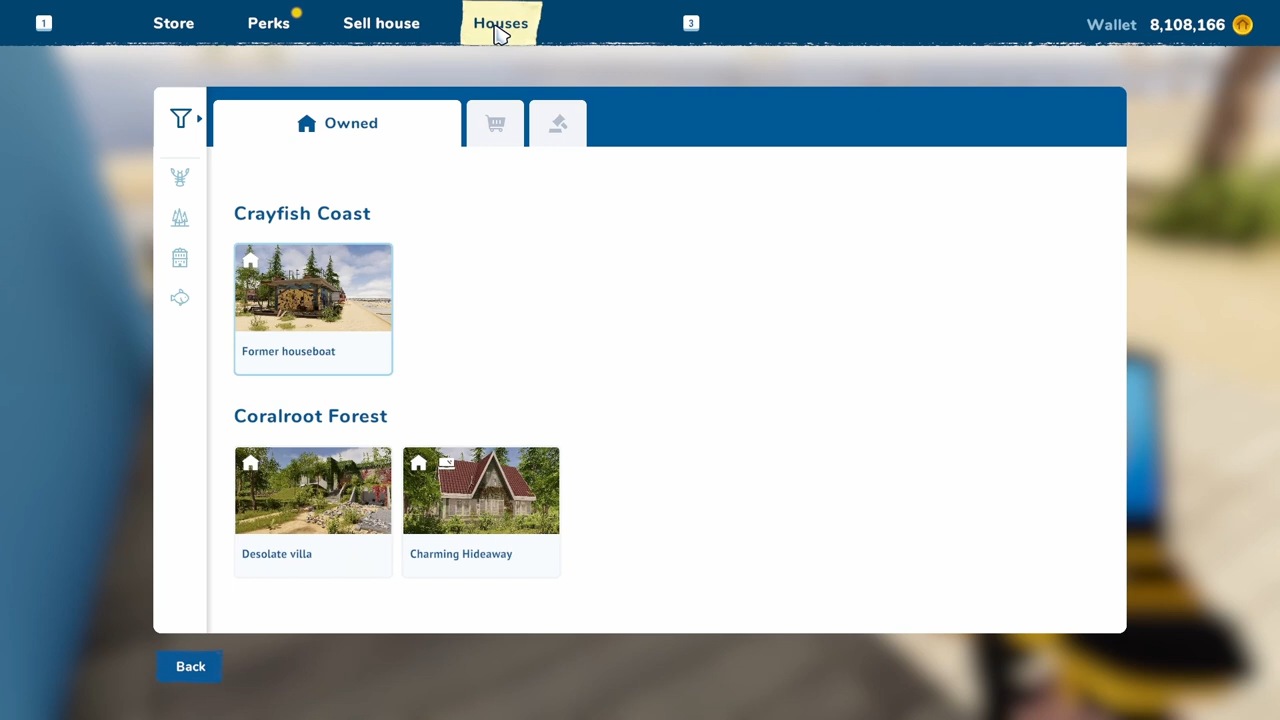 1
Store
Perks
Sell house
Houses
3
Wallet 8,108,166
Owned
Crayfish Coast
Former houseboat
Coralroot Forest
Desolate villa
Charming Hideaway
Back